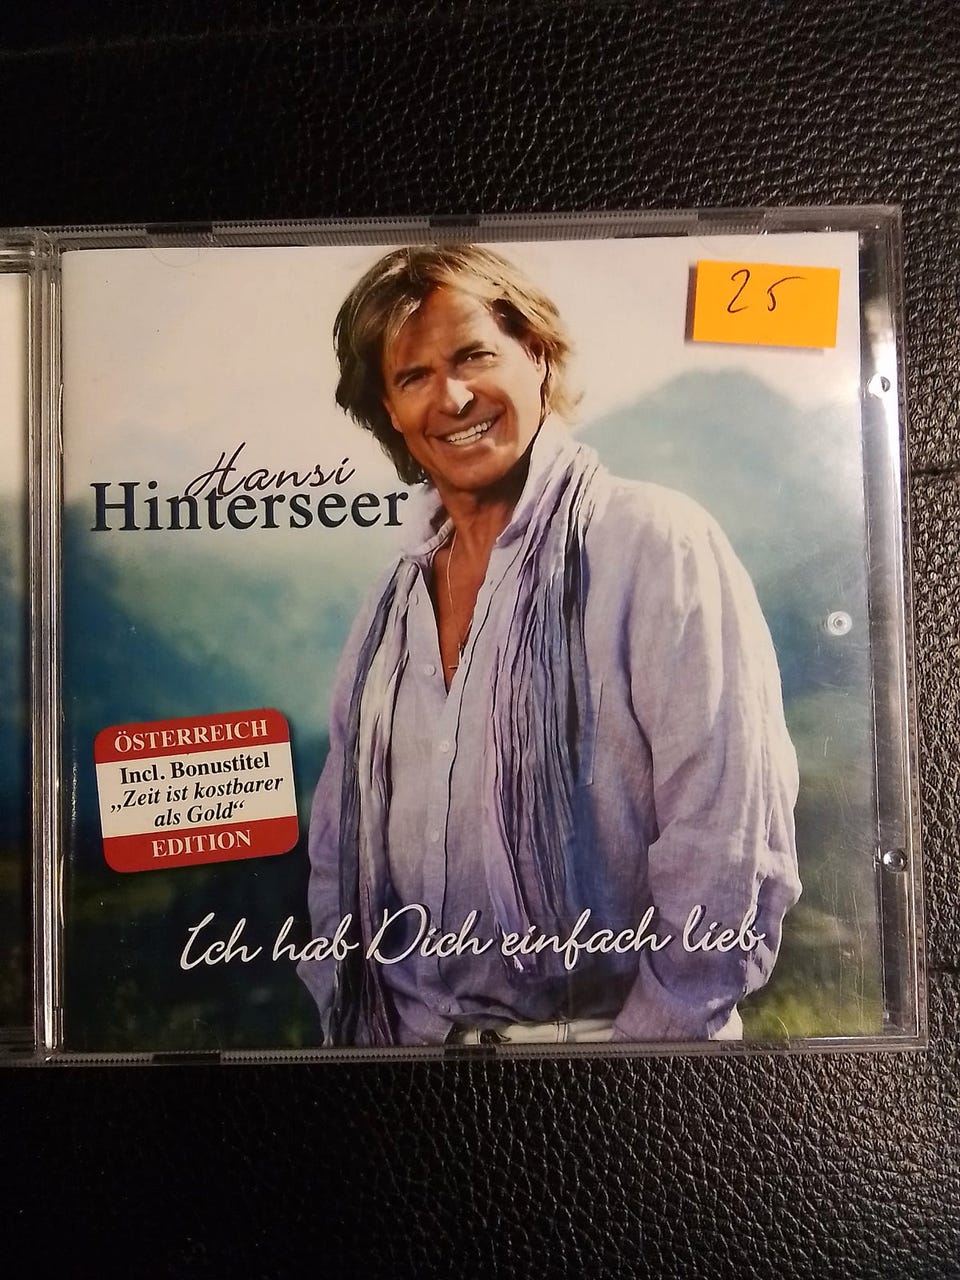 25
Hansi
Hinterseer
ÖSTERREICH
Incl. Bonustitel
„Zeit ist kostbarer
als Gold“
EDITION
Ich hab Dich einfach lieb